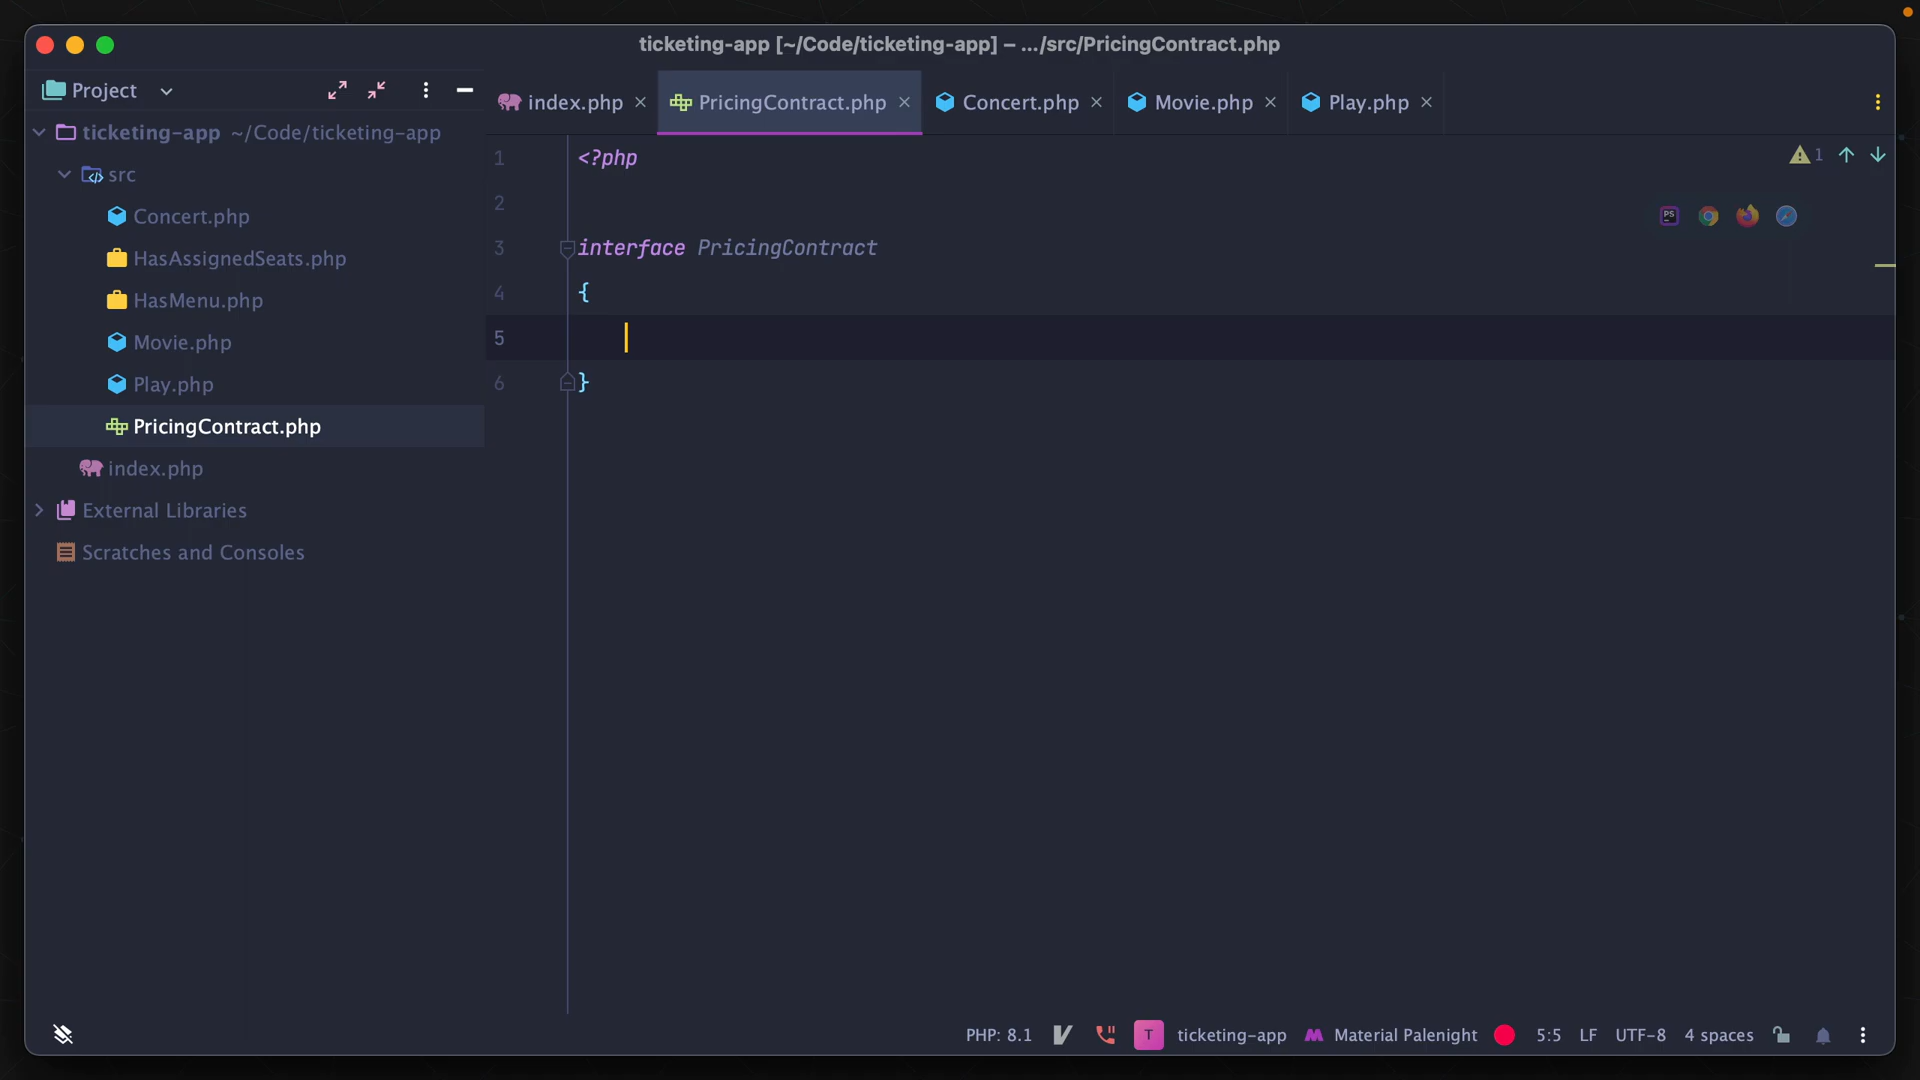 ticketing-app [~/Code/ticketing-app] – .../src/PricingContract.php
Project
index.php
PricingContract.php
Concert.php
Movie.php
Play.php
ticketing-app ~/Code/ticketing-app
src
Concert.php
HasAssignedSeats.php
HasMenu.php
Movie.php
Play.php
PricingContract.php
index.php
External Libraries
Scratches and Consoles
1 <?php
1
2
PS
3 interface PricingContract
4 {
5
6 }
PHP: 8.1
T
ticketing-app
Material Palenight
5:5
LF
UTF-8
4 spaces